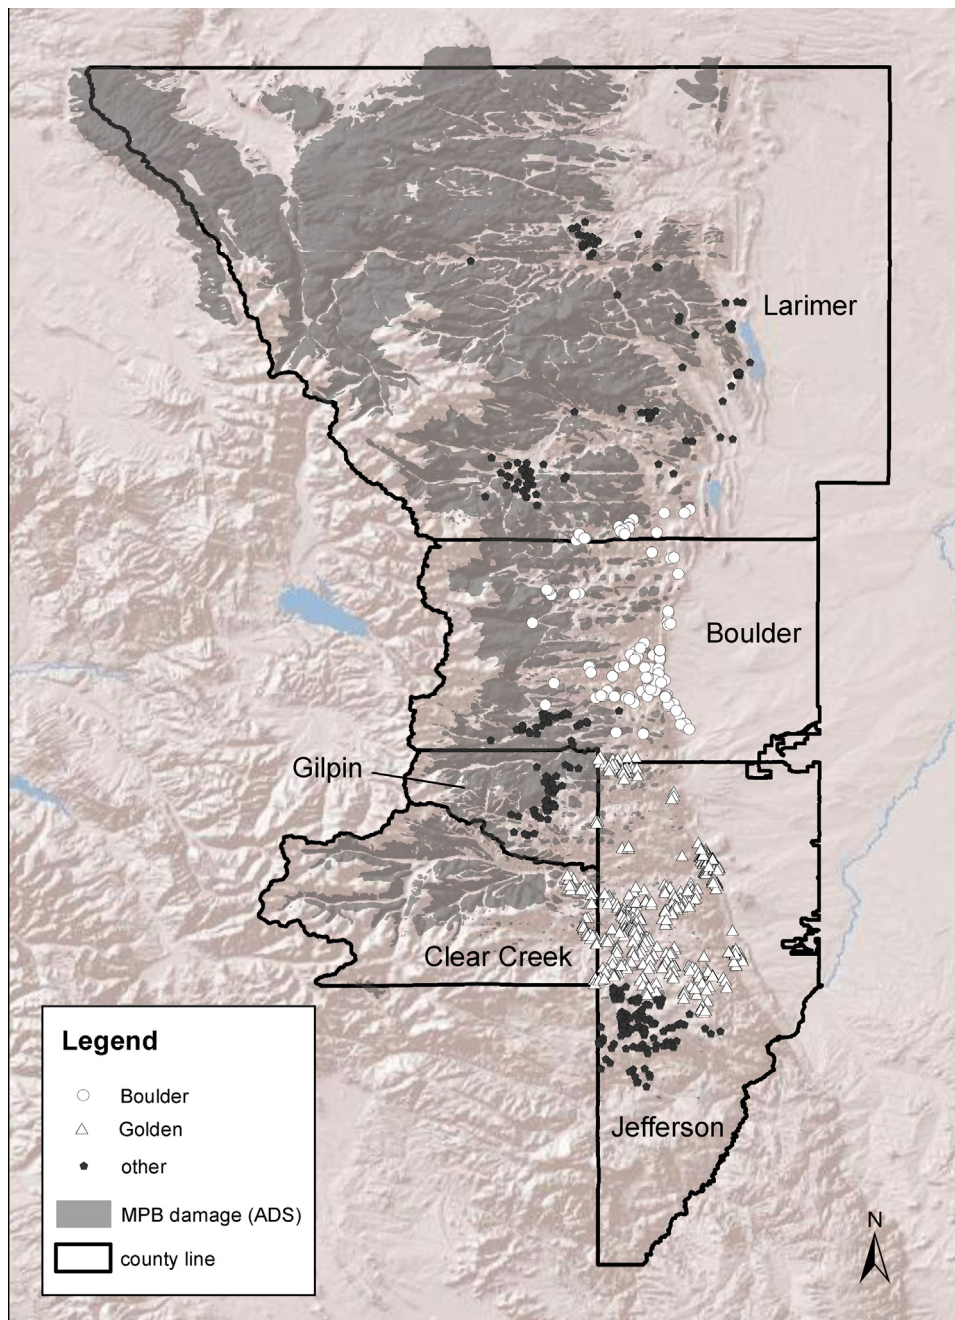 Larimer
Boulder
Gilpin
Clear Creek
Jefferson
Legend
Boulder
Golden
other
MPB damage (ADS)
county line
N